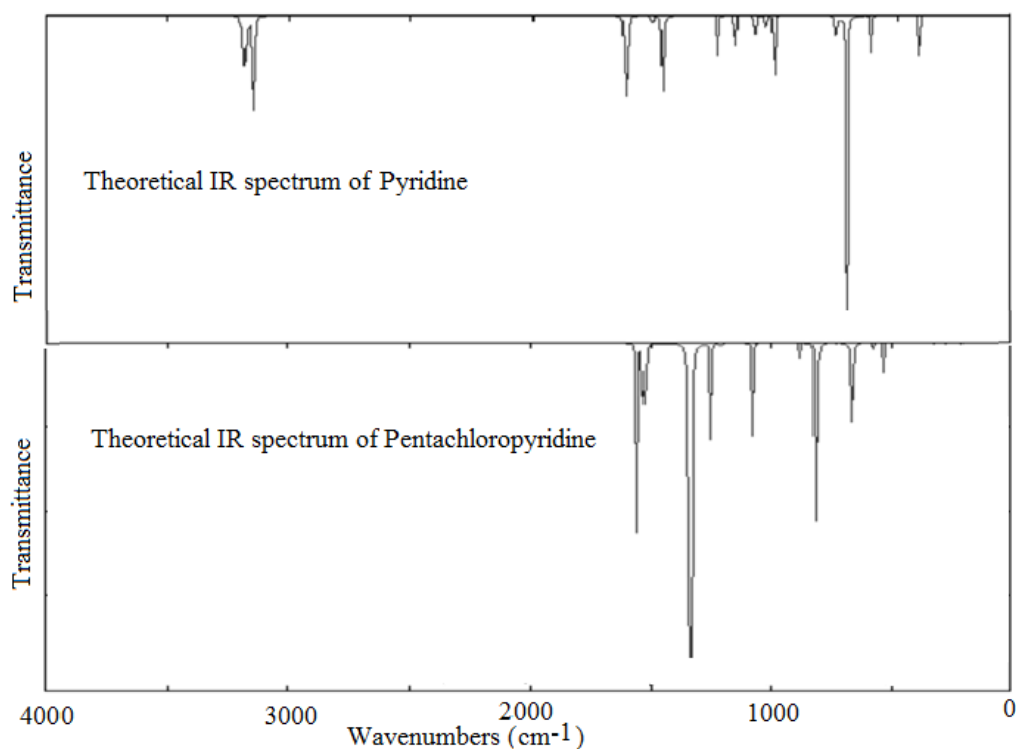 Transmittance
Theoretical IR spectrum of Pyridine
Transmittance
Theoretical IR spectrum of Pentachloropyridine
4000 3000 2000 1000 0
Wavenumbers (cm-1)